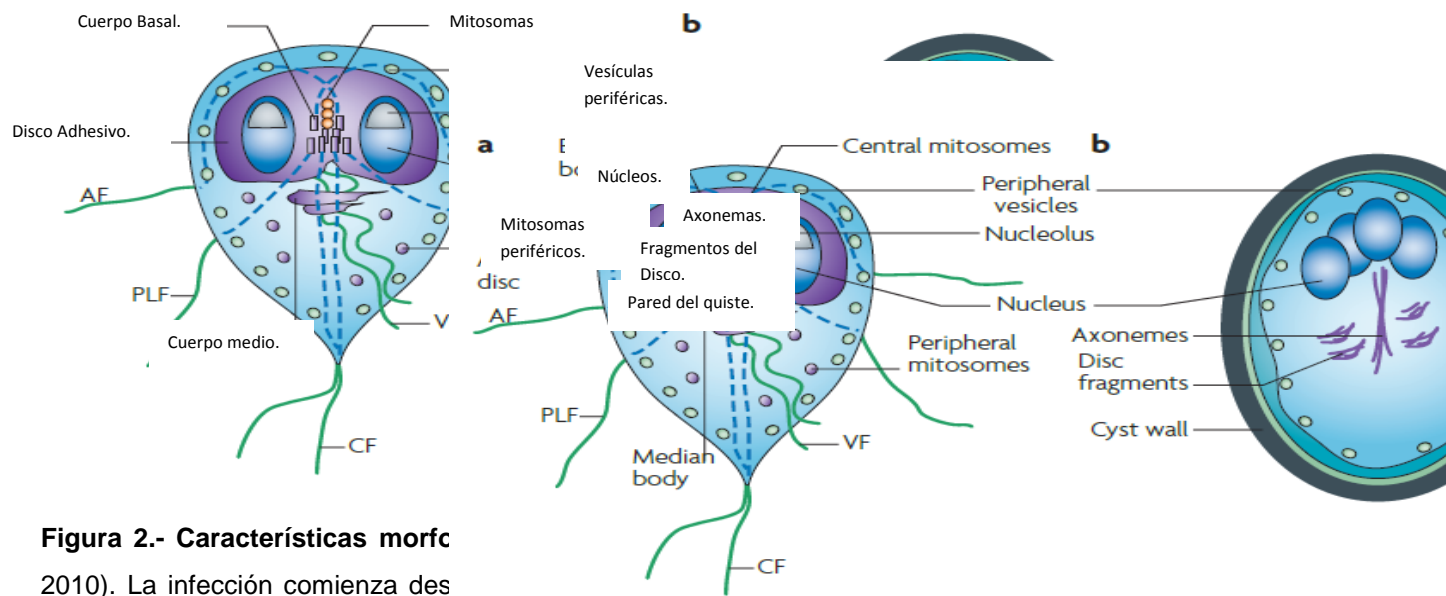 Cuerpo Basal.
Mitosomas
b
Vesículas
periféricas.
Disco Adhesivo.
a
Central mitosomes
b
Núcleos.
Peripheral
vesicles
AF
Mitosomas
periféricos.
Axonemas.
Nucleolus
Fragmentos del
Disco.
disc
PLF
Pared del quiste.
Nucleus
AF
V
Cuerpo medio.
Peripheral
mitosomes
Axonemes
Disc
fragments
PLF
Cyst wall
CF
VF
Median
body
Figura 2.- Características morfo
2010). La infección comienza des
CF